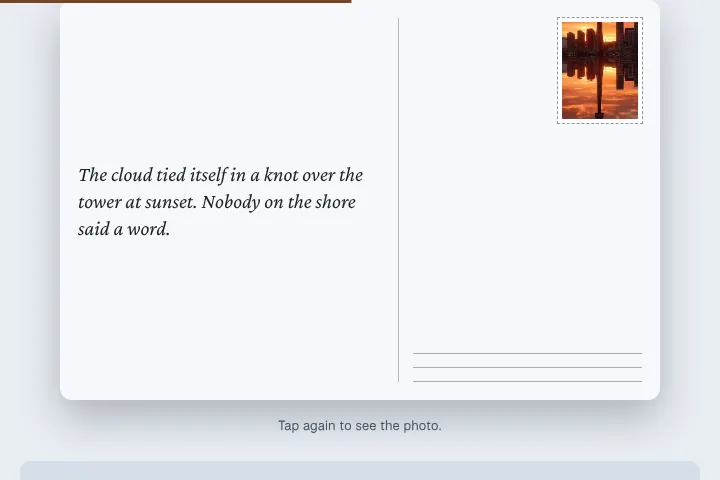 The cloud tied itself in a knot over the
tower at sunset. Nobody on the shore
said a word.
Tap again to see the photo.